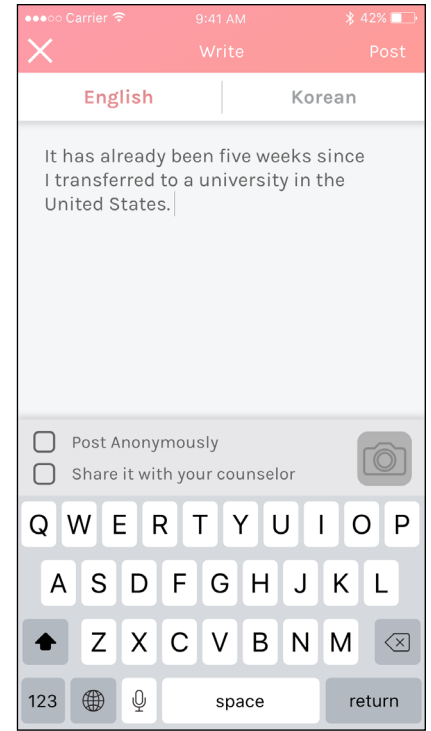 Carrier 9:41 AM 42%
Write Post
English Korean
It has already been five weeks since
I transferred to a university in the
United States.
Post Anonymously
Share it with your counselor
Q W E R T Y U I O P
A S D F G H J K L
Z X C V B N M
123 space return